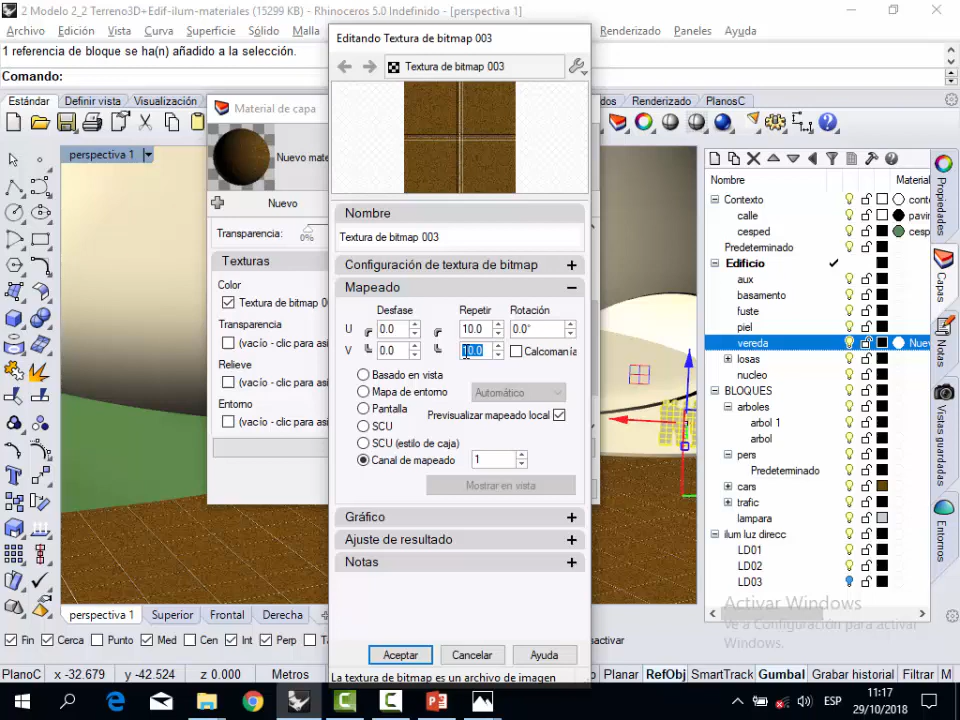 2 Modelo 2_2 Terreno3D+Edif-ilum-materiales (15299 KB) - Rhinoceros 5.0 Indefinido - [perspectiva 1]
Archivo Edición Vista Curva Superficie Sólido Malla Renderizado Paneles Ayuda
1 referencia de bloque se ha(n) añadido a la selección.
Comando:
Estándar Definir vista Visualización dos Renderizado PlanosC
perspectiva 1
Material de capa
Nuevo mate
Nuevo
Transparencia:
0%
Texturas
Color
Textura de bitmap 0
Transparencia
(vacío - clic para asi
Relieve
(vacío - clic para asi
Entorno
(vacío - clic para asi
Editando Textura de bitmap 003
Textura de bitmap 003
Nombre
Textura de bitmap 003
Configuración de textura de bitmap
Mapeado
Desfase Repetir Rotación
U 0.0 10.0 0.0°
V 0.0 10.0 Calcomanía
Basado en vista
Mapa de entorno Automático
Pantalla Previsualizar mapeado local
SCU
SCU (estilo de caja)
Canal de mapeado 1
Mostrar en vista
Gráfico
Ajuste de resultado
Notas
Aceptar Cancelar Ayuda
La textura de bitmap es un archivo de imagen
Nombre Material
Contexto conte
calle pavir
cesped cesp
Predeterminado
Edificio
aux
basamento
fuste
piel
vereda Nuev
losas
nucleo
BLOQUES
arboles
arbol 1
arbol
pers
Predeterminado
cars
trafic
lampara
ilum luz direcc
LD01
LD02
LD03
Propiedades
Capas
Notas
Vistas guardadas
Entornos
Activar Windows
Ve a Configuración para activar
Windows.
perspectiva 1 Superior Frontal Derecha
Fin Cerca Punto Med Cen Int Perp Ta activar
PlanoC x -32.679 y -42.524 z 0.000 Metros Planar RefObj SmartTrack Gumbal Grabar historial Filtrar M
ESP
11:17
29/10/2018